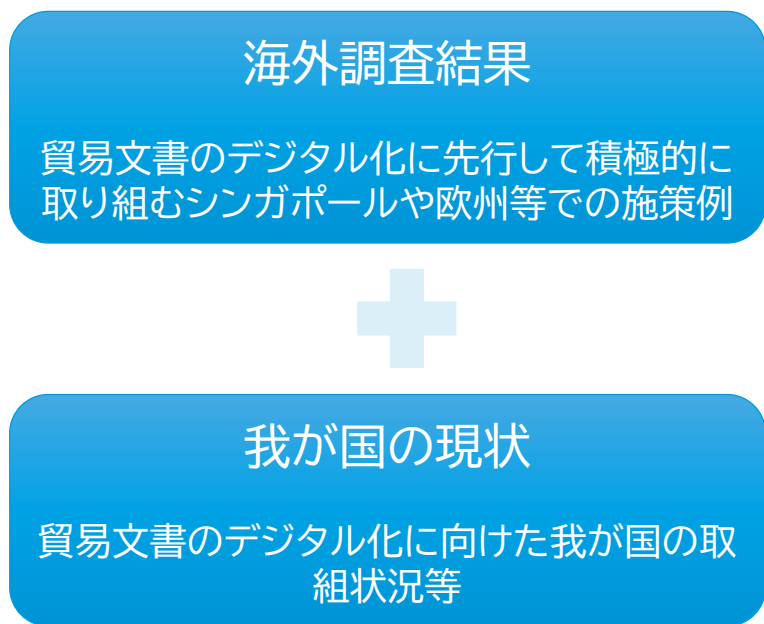 海外調査結果
貿易文書のデジタル化に先行して積極的に
取り組むシンガポールや欧州等での施策例
我が国の現状
貿易文書のデジタル化に向けた我が国の取
組状況等